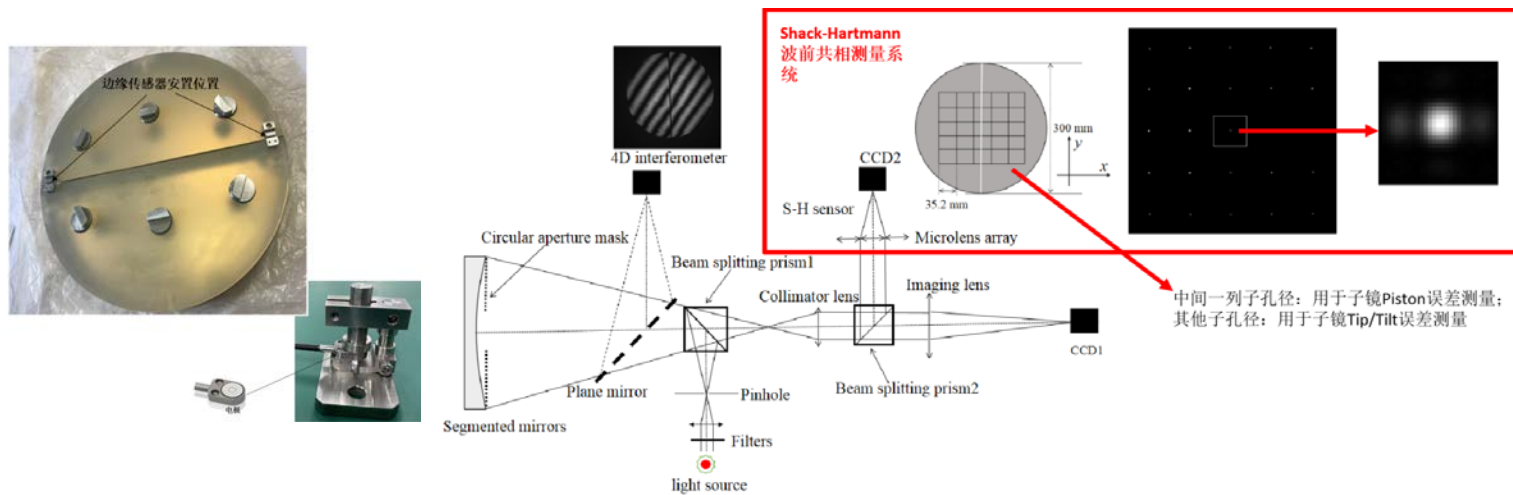 边缘传感器安置位置
电极
4D interferometer
Circular aperture mask
Beam splitting prism1
Plane mirror
Segmented mirrors
Pinhole
Filters
light source
Collimator lens
Imaging lens
Beam splitting prism2
CCD1
CCD2
S-H sensor
Microlens array
Shack-Hartmann
波前共相测量系
统
300 mm
y
x
35.2 mm
中间一列子孔径：用于子镜Piston误差测量；
其他子孔径：用于子镜Tip/Tilt误差测量